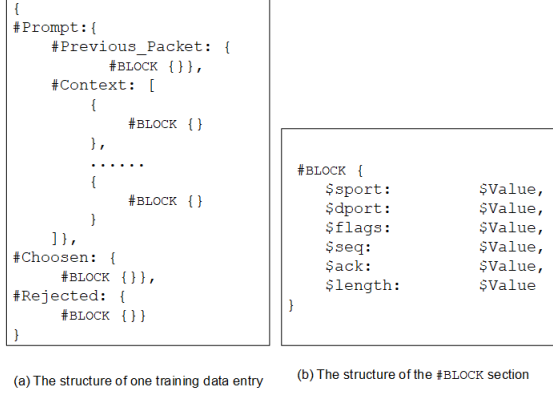 {
#Prompt:{
#Previous_Packet: {
#BLOCK {}},
#Context: [
{
#BLOCK {}
},
......
{
#BLOCK {}
}
]},
#Choosen: {
#BLOCK {}},
#Rejected: {
#BLOCK {}}
}
(a) The structure of one training data entry
#BLOCK {
$sport: $Value,
$dport: $Value,
$flags: $Value,
$seq: $Value,
$ack: $Value,
$length: $Value
}
(b) The structure of the #BLOCK section